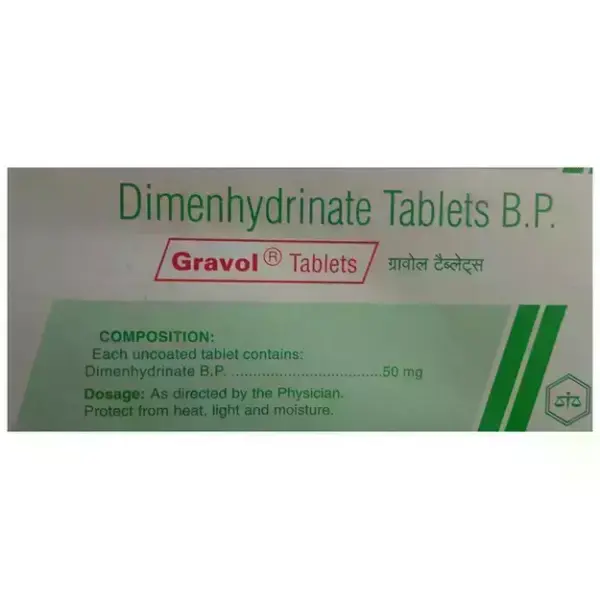 Dimenhydrinate Tablets B.P.
Gravol® Tablets ग्रावोल टैब्लेट्स
COMPOSITION:
Each uncoated tablet contains:
Dimenhydrinate B.P. ......................................50 mg
Dosage: As directed by the Physician.
Protect from heat, light and moisture.